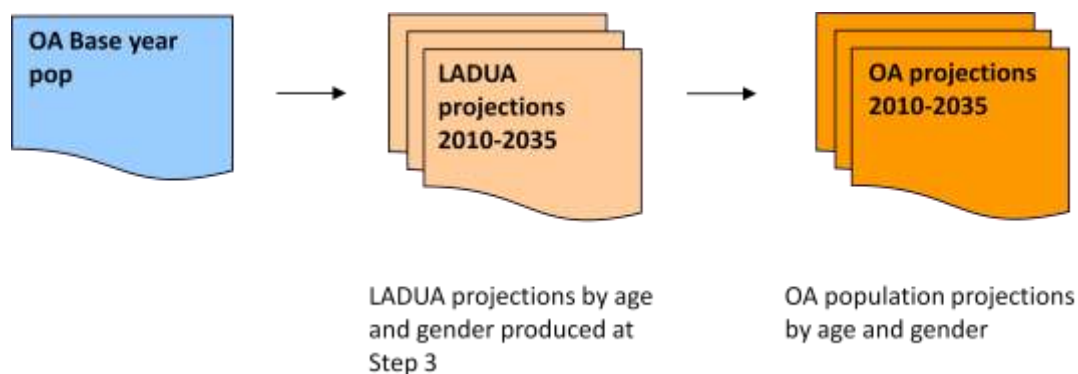 OA Base year
pop
LADUA
projections
2010-2035
OA projections
2010-2035
LADUA projections by age
and gender produced at
Step 3
OA population projections
by age and gender